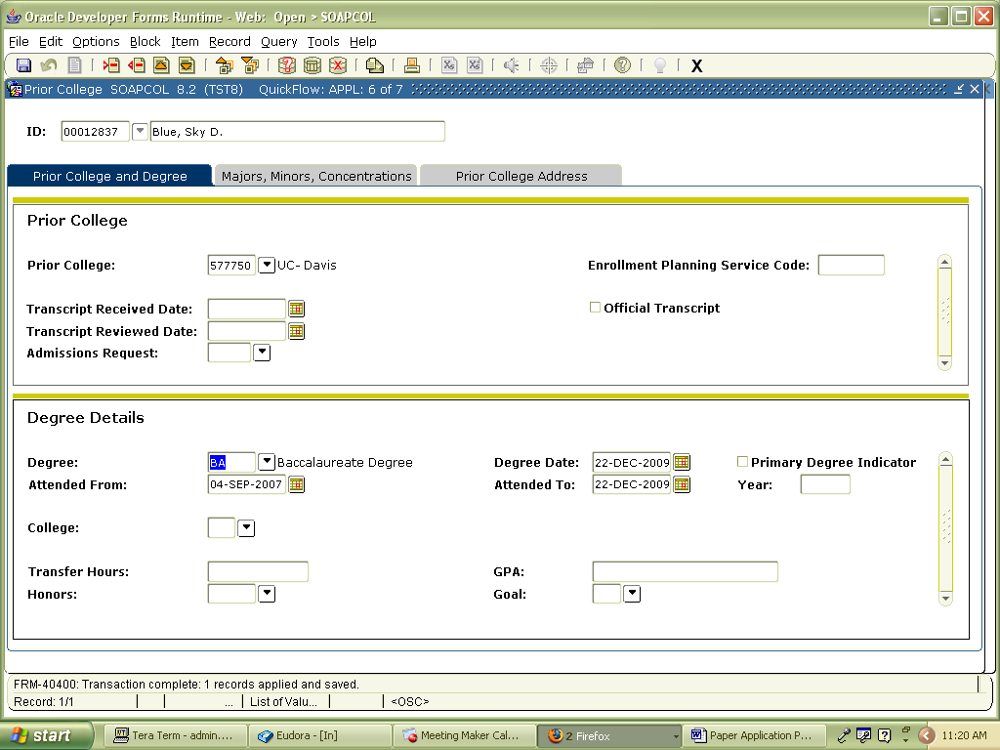 Oracle Developer Forms Runtime - Web: Open > SOAPCOL
File Edit Options Block Item Record Query Tools Help
X
Prior College SOAPCOL 8.2 (TST8) QuickFlow: APPL: 6 of 7
ID: 00012837 Blue, Sky D.
Prior College and Degree Majors, Minors, Concentrations Prior College Address
Prior College
Prior College: 577750 UC- Davis Enrollment Planning Service Code:
Transcript Received Date: Official Transcript
Transcript Reviewed Date:
Admissions Request:
Degree Details
Degree: BA Baccalaureate Degree Degree Date: 22-DEC-2009 Primary Degree Indicator
Attended From: 04-SEP-2007 Attended To: 22-DEC-2009 Year:
College:
Transfer Hours: GPA:
Honors: Goal:
FRM-40400: Transaction complete: 1 records applied and saved.
Record: 1/1 ... List of Valu... <OSC>
start Tera Term - admin.... Eudora - [In] Meeting Maker Cal... 2 Firefox Paper Application P... 11:20 AM